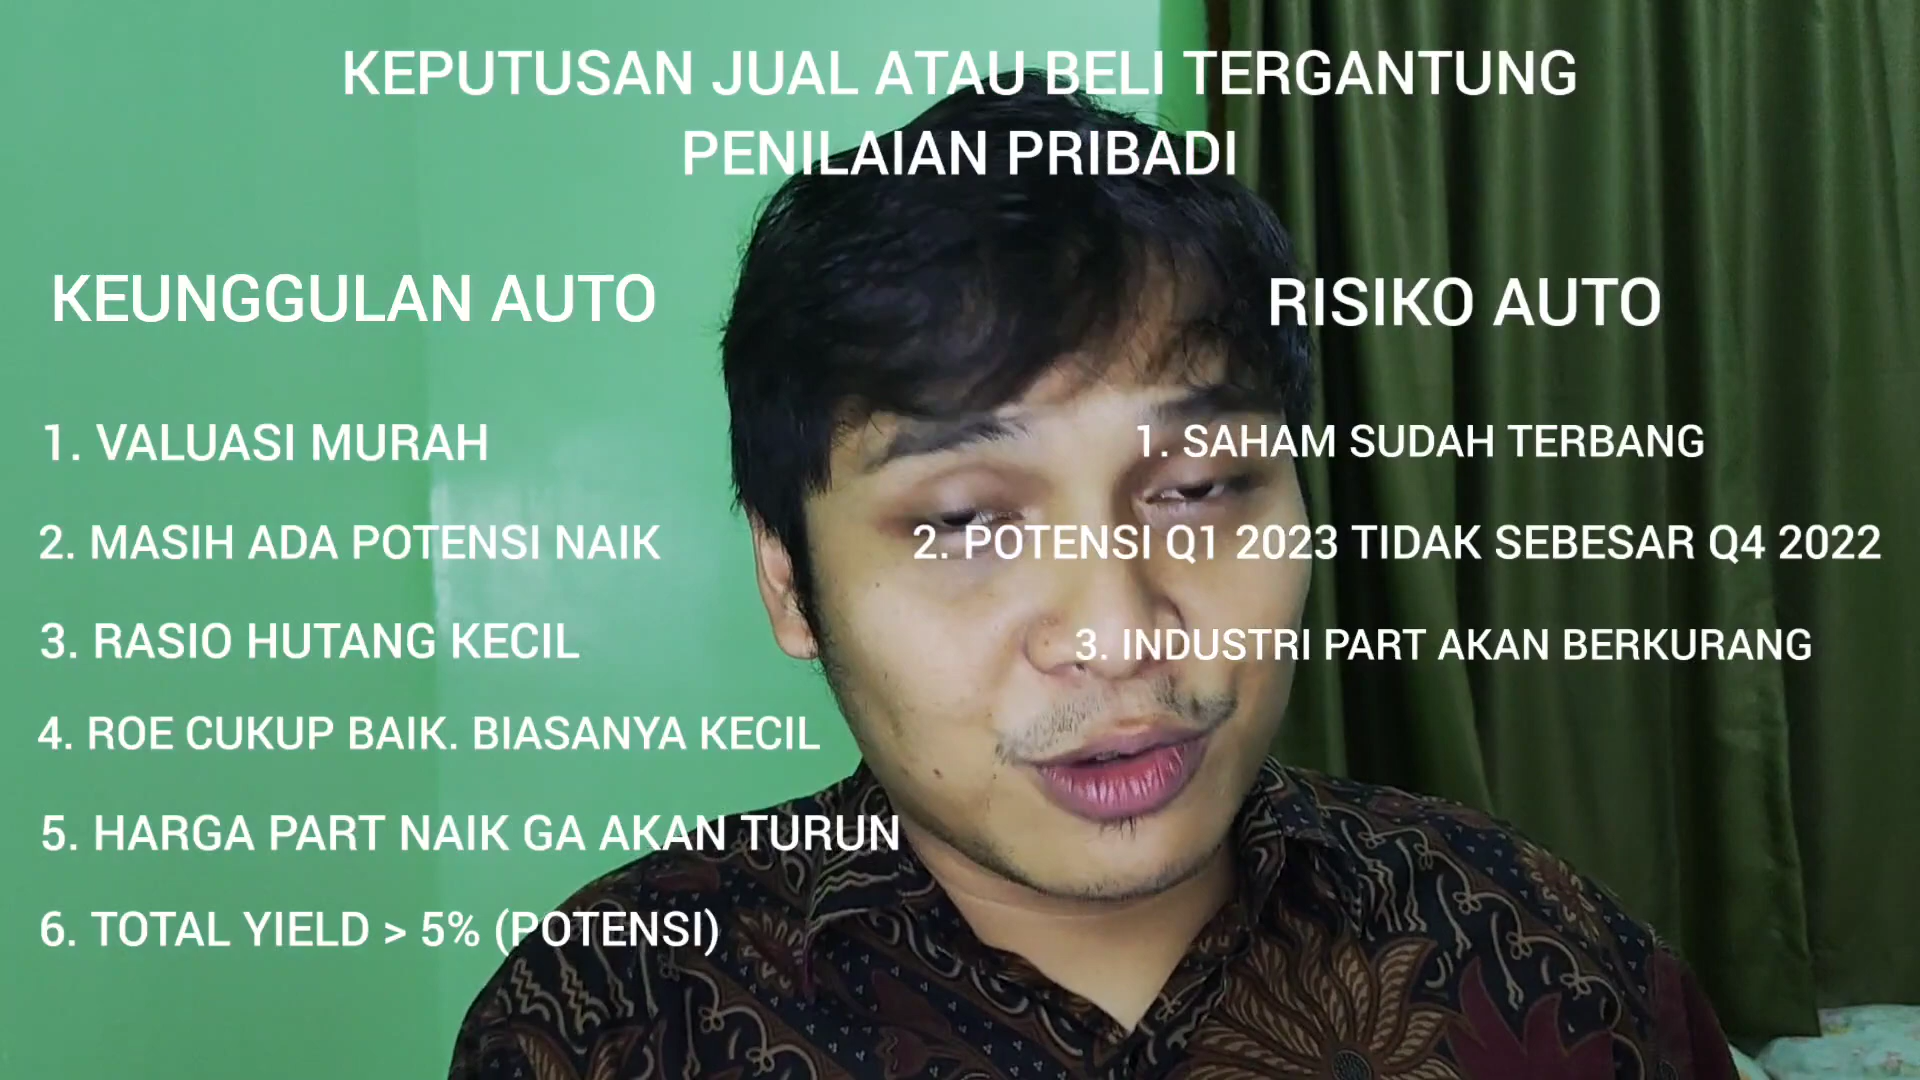 KEPUTUSAN JUAL ATAU BELI TERGANTUNG
PENILAIAN PRIBADI
KEUNGGULAN AUTO
1. VALUASI MURAH
2. MASIH ADA POTENSI NAIK
3. RASIO HUTANG KECIL
4. ROE CUKUP BAIK. BIASANYA KECIL
5. HARGA PART NAIK GA AKAN TURUN
6. TOTAL YIELD > 5% (POTENSI)
RISIKO AUTO
1. SAHAM SUDAH TERBANG
2. POTENSI Q1 2023 TIDAK SEBESAR Q4 2022
3. INDUSTRI PART AKAN BERKURANG